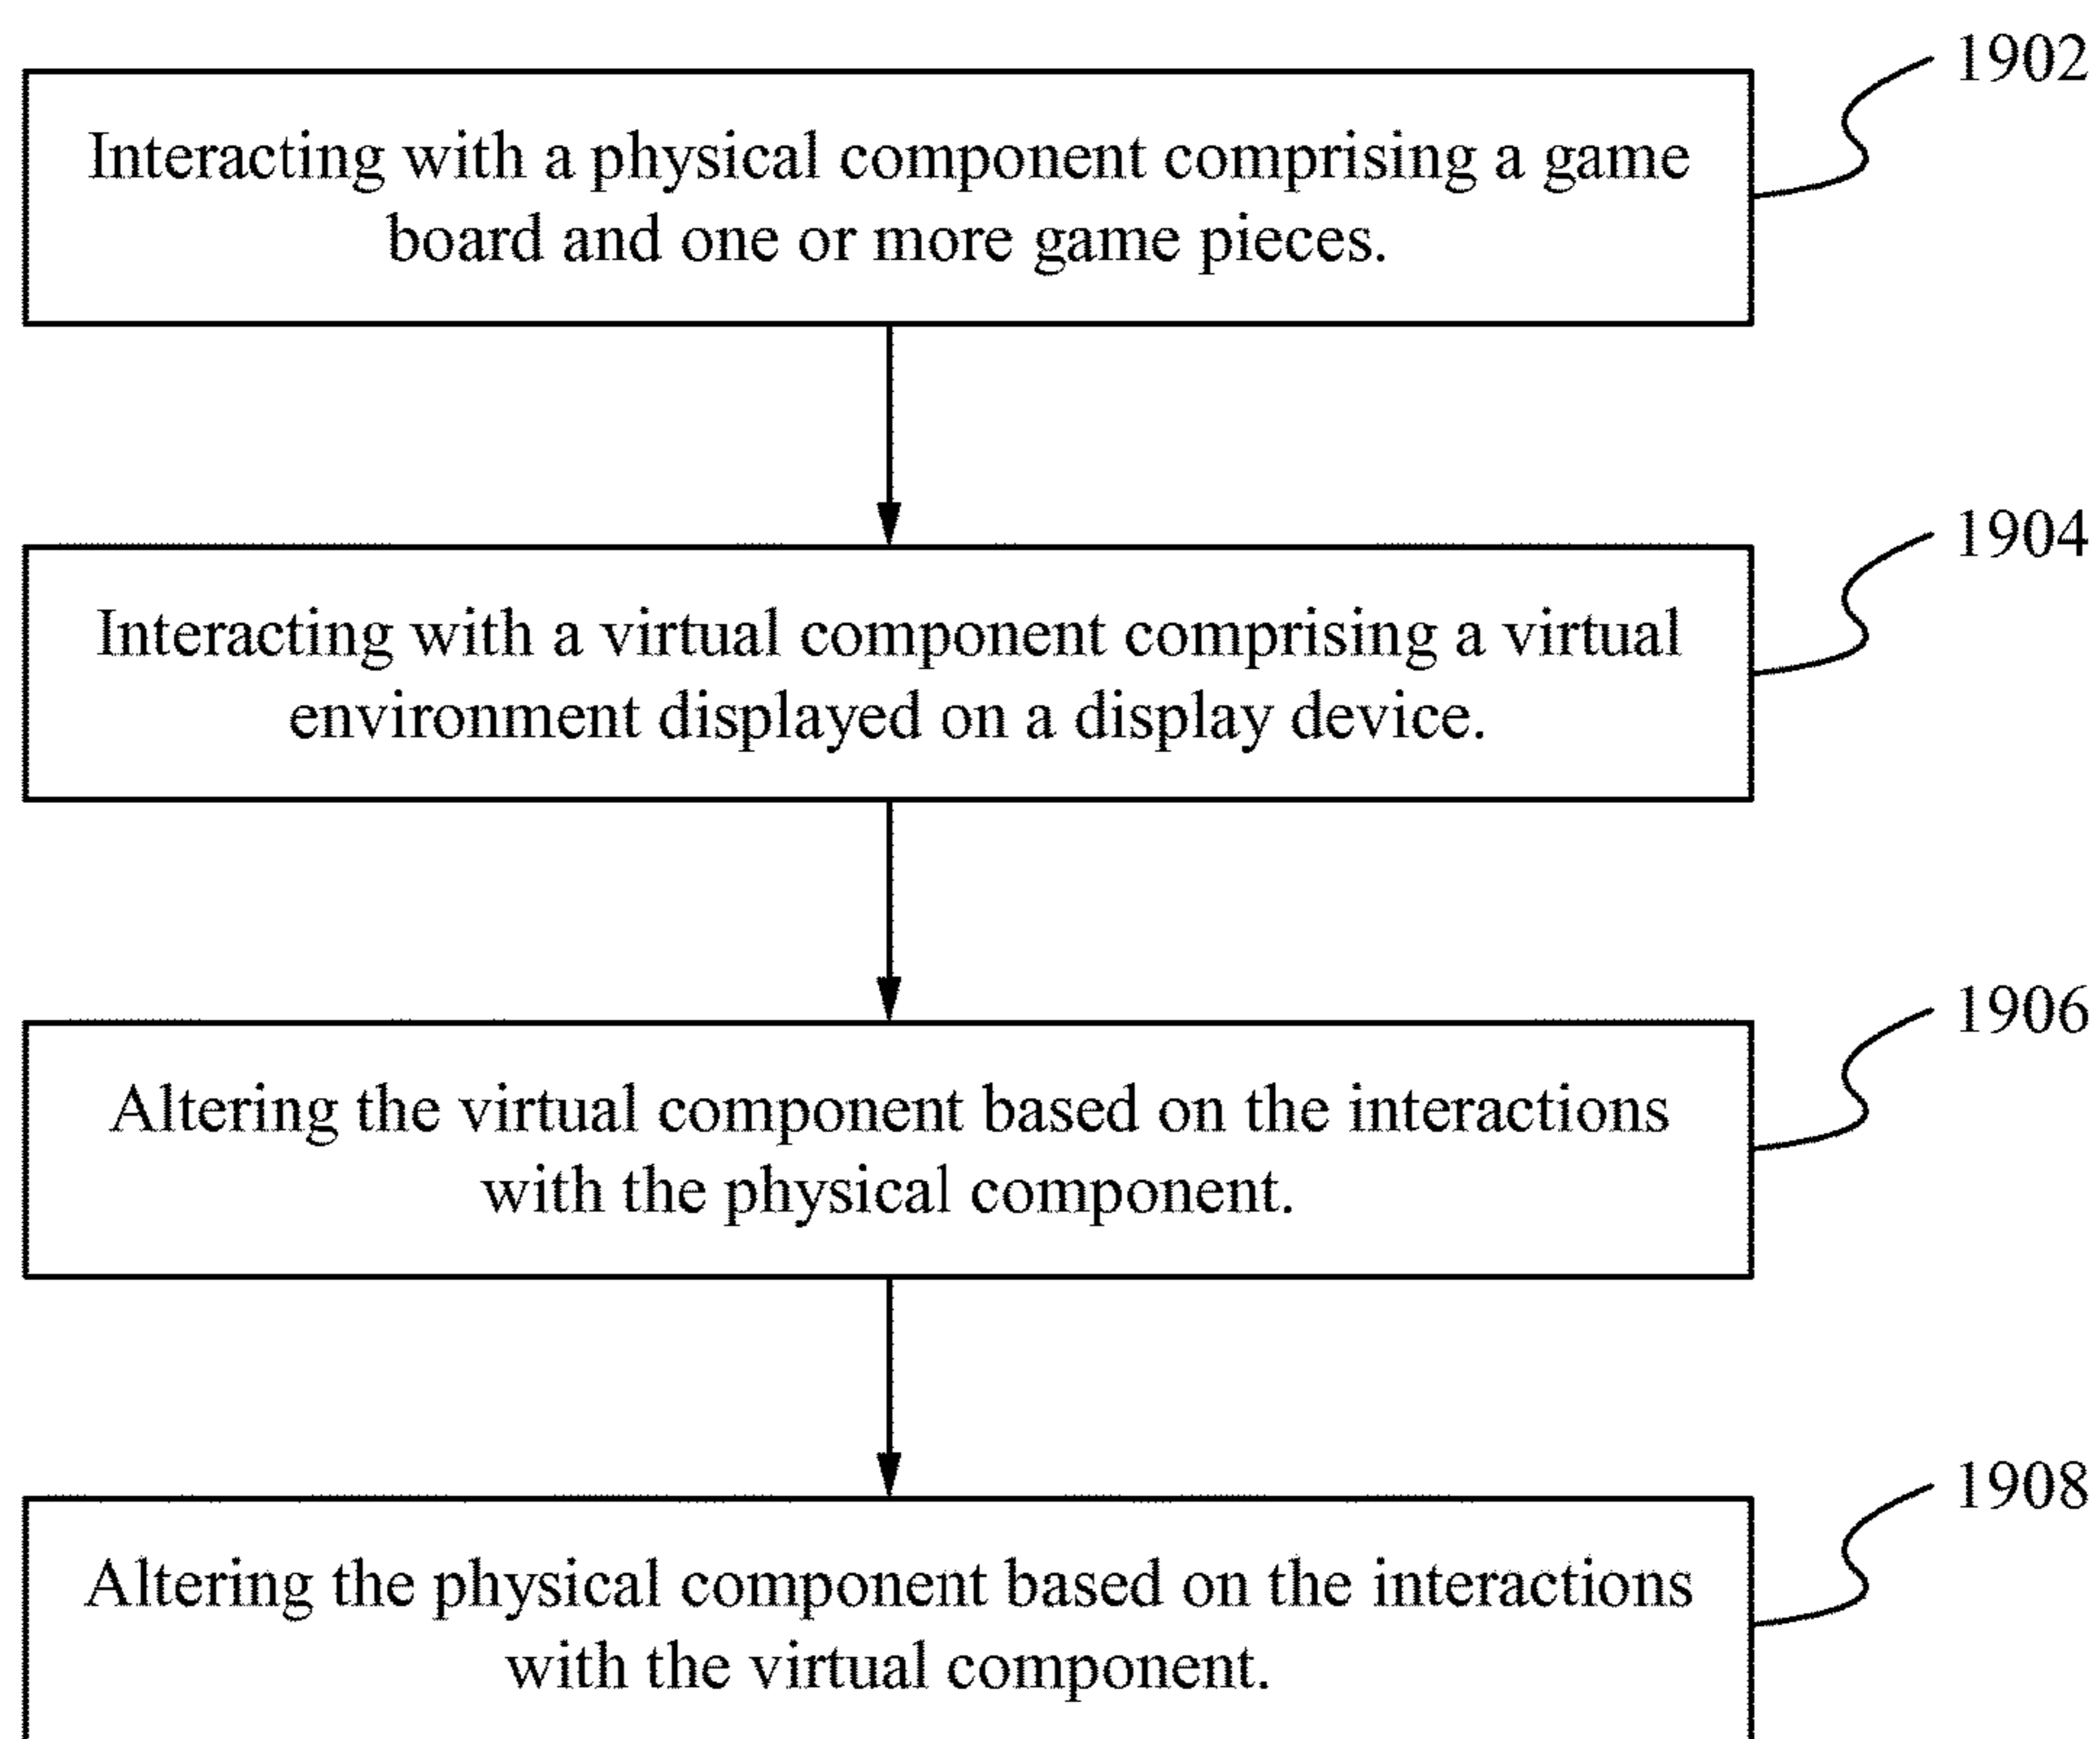 1902
Interacting with a physical component comprising a game
board and one or more game pieces.
1904
Interacting with a virtual component comprising a virtual
environment displayed on a display device.
1906
Altering the virtual component based on the interactions
with the physical component.
1908
Altering the physical component based on the interactions
with the virtual component.